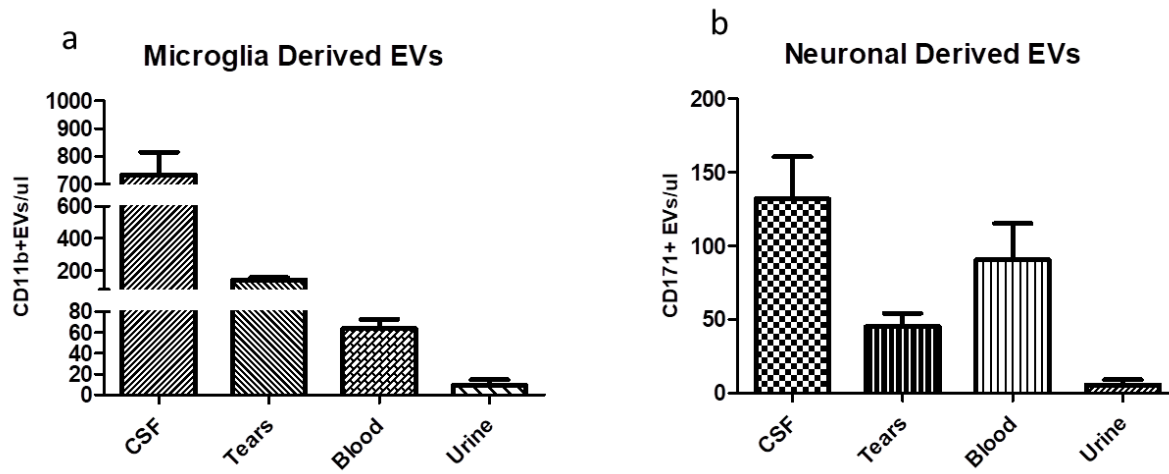 a
Microglia Derived EVs
CD11b+EVs/ul
1000
900
800
700
600
400
200
80
60
40
20
0
CSF
Tears
Blood
Urine
b
Neuronal Derived EVs
CD171+ EVs/ul
200
150
100
50
0
CSF
Tears
Blood
Urine